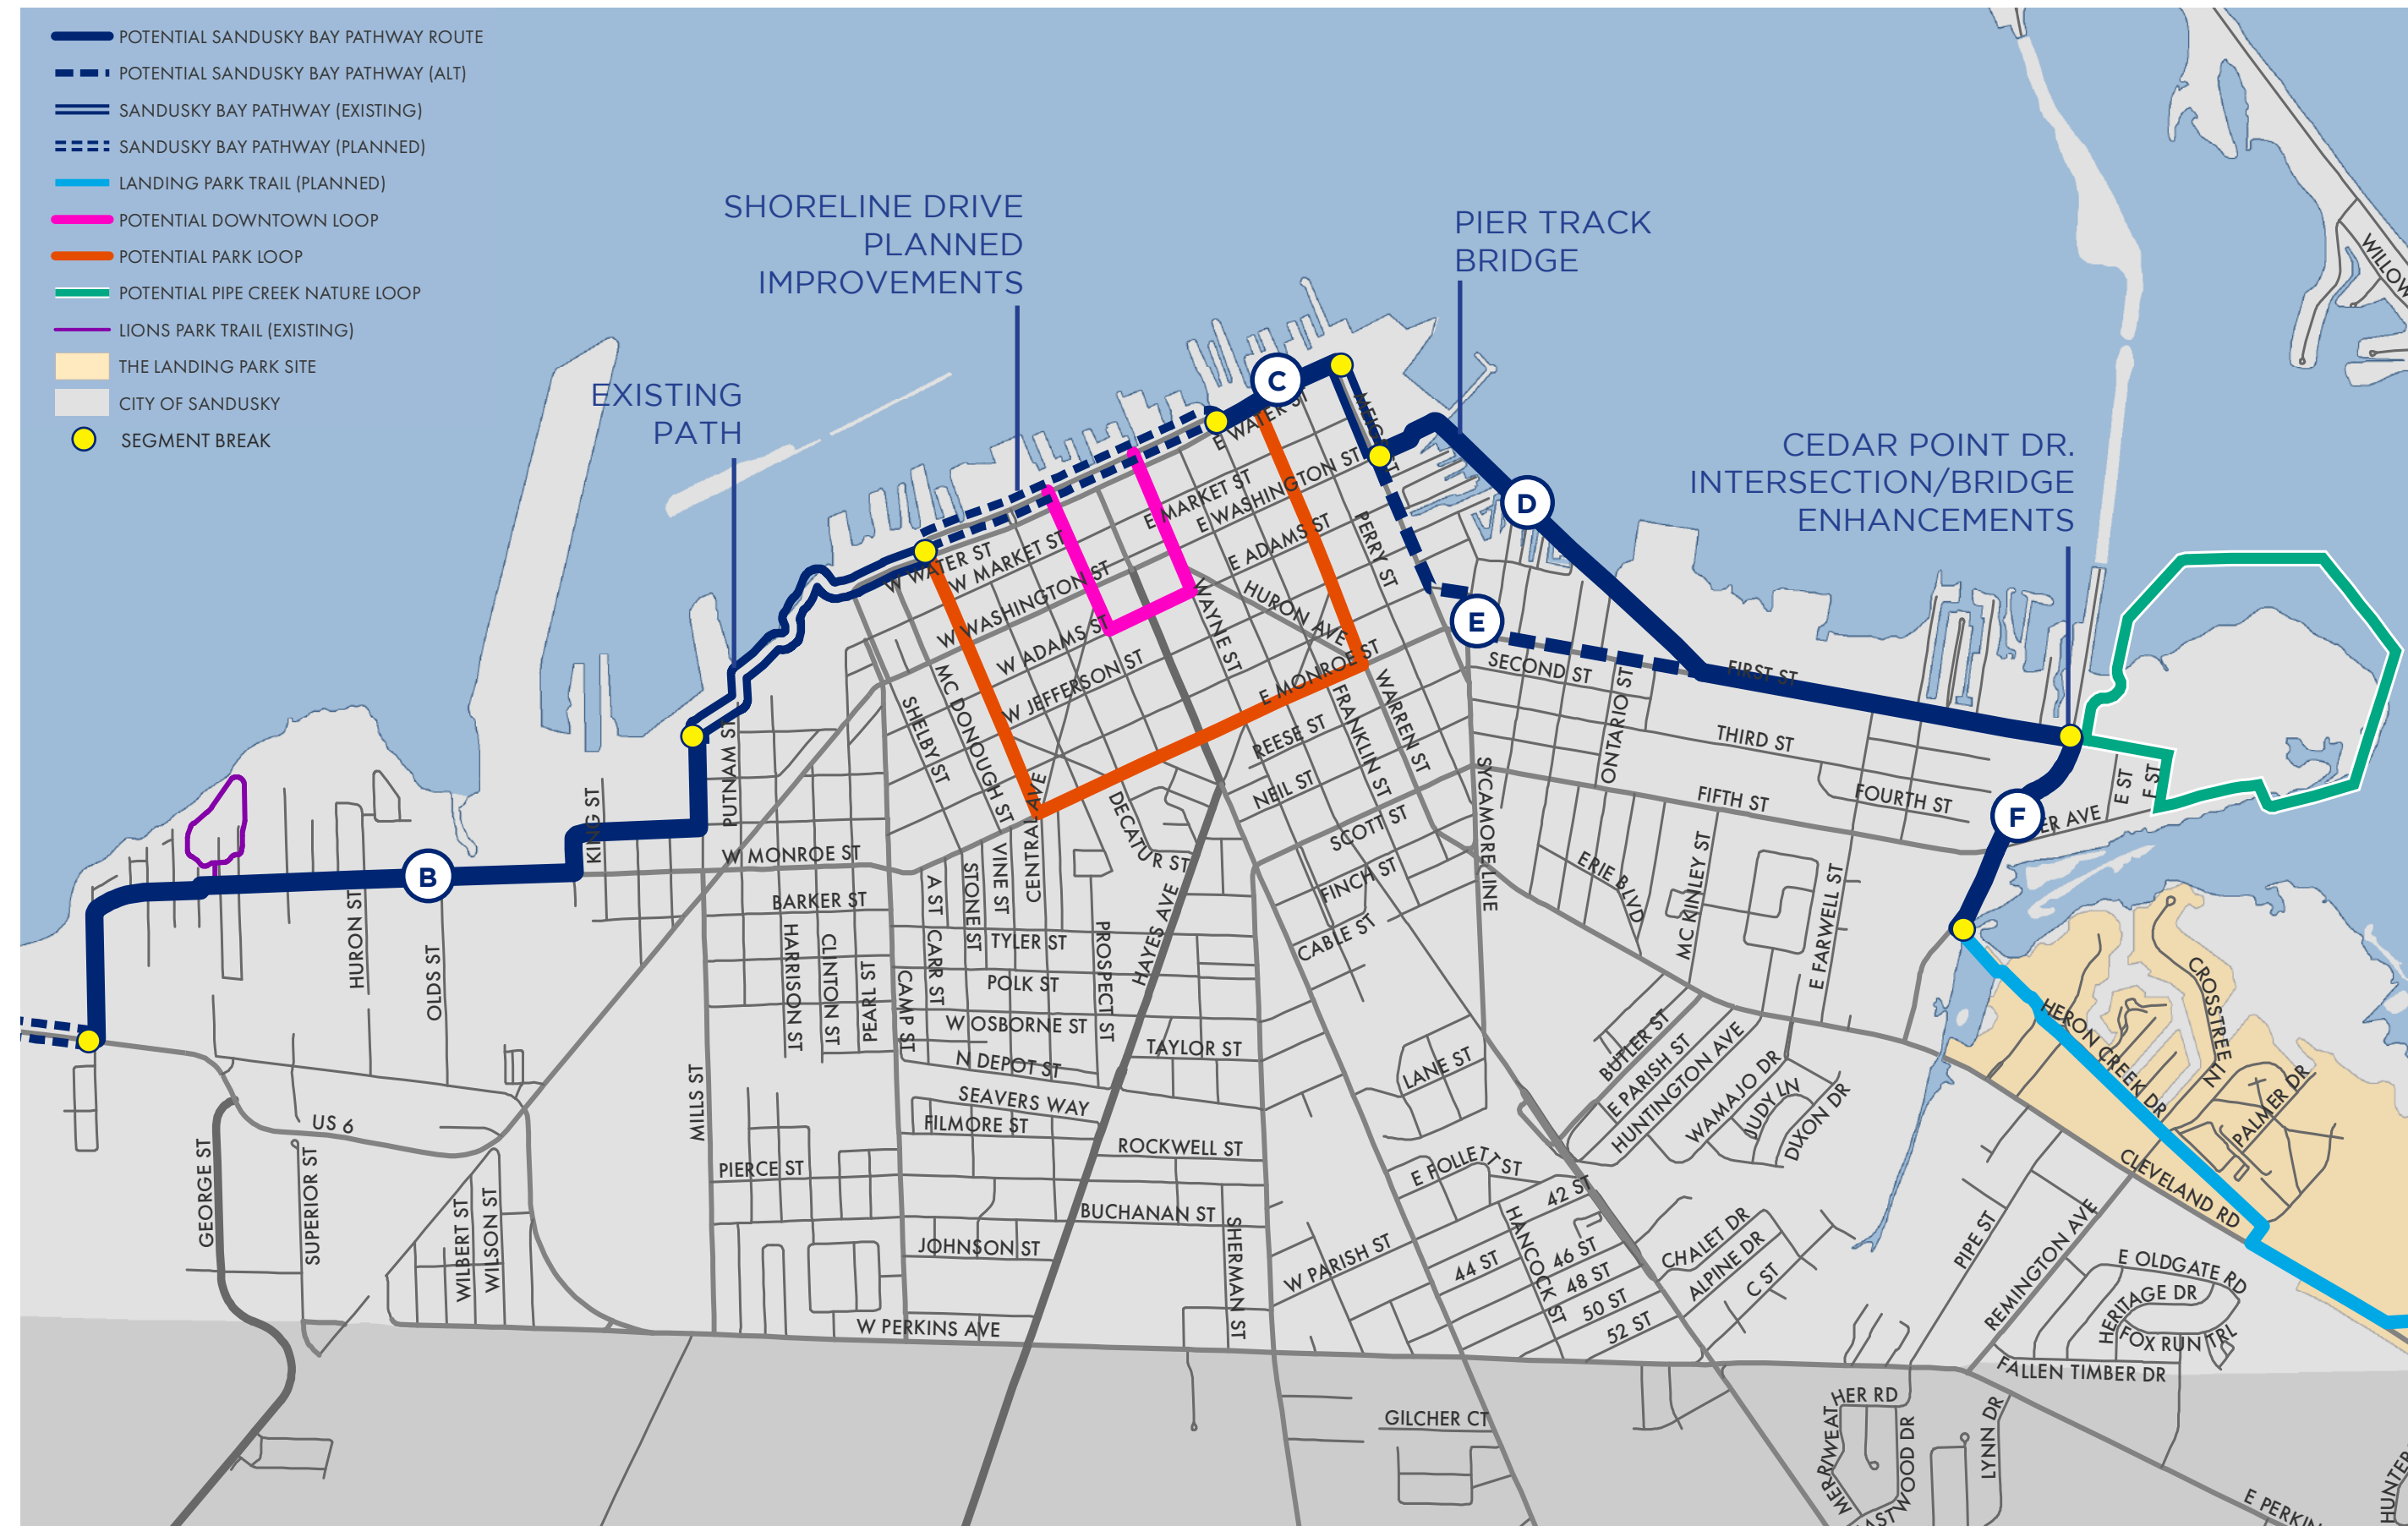 POTENTIAL SANDUSKY BAY PATHWAY ROUTE
POTENTIAL SANDUSKY BAY PATHWAY (ALT)
SANDUSKY BAY PATHWAY (EXISTING)
SANDUSKY BAY PATHWAY (PLANNED)
LANDING PARK TRAIL (PLANNED)
POTENTIAL DOWNTOWN LOOP
POTENTIAL PARK LOOP
POTENTIAL PIPE CREEK NATURE LOOP
LIONS PARK TRAIL (EXISTING)
THE LANDING PARK SITE
CITY OF SANDUSKY
SEGMENT BREAK
SHORELINE DRIVE
PLANNED
IMPROVEMENTS
PIER TRACK
BRIDGE
EXISTING
PATH
CEDAR POINT DR.
INTERSECTION/BRIDGE
ENHANCEMENTS
B
C
D
E
F
E WATER ST
E MARKET ST
E WASHINGTON ST
E ADAMS ST
PERRY ST
HURON AVE
WAYNE ST
E MONROE ST
W WATER ST
W MARKET ST
W WASHINGTON ST
W ADAMS ST
W JEFFERSON ST
MC DONOUGH ST
SHELBY ST
REESE ST
NEIL ST
FRANKLIN ST
WARREN ST
SCOTT ST
FINCH ST
CABLE ST
SYCAMORE LINE
FIRST ST
SECOND ST
ONTARIO ST
THIRD ST
FOURTH ST
FIFTH ST
ERIE BLVD
MC KINLEY ST
E FARWELL ST
ER AVE
E ST
F ST
PUTNAM ST
KING ST
W MONROE ST
BARKER ST
HARRISON ST
CLINTON ST
PEARL ST
CAMP ST
A ST
CARR ST
STONE ST
VINE ST
CENTRAL AVE
DECATUR ST
TYLER ST
POLK ST
W OSBORNE ST
PROSPECT ST
HAYES AVE
N DEPOT ST
TAYLOR ST
SEAVERS WAY
FILMORE ST
ROCKWELL ST
PIERCE ST
BUCHANAN ST
JOHNSON ST
SHERMAN ST
W PERKINS AVE
MILLS ST
HURON ST
OLDS ST
US 6
GEORGE ST
SUPERIOR ST
WILBERT ST
WILSON ST
LANE ST
E FOLLETT ST
42 ST
44 ST
46 ST
48 ST
50 ST
52 ST
HANCOCK ST
W PARISH ST
BUTLER ST
E PARISH ST
HUNTINGTON AVE
WAMAJO DR
JUDY LN
DIXON DR
CHALET DR
ALPINE DR
C ST
PIPE ST
REMINGTON AVE
CLEVELAND RD
HERON CREEK DR
CROSSTREE LN
PALMER DR
E OLDGATE RD
HERITAGE DR
FOX RUN TRL
FALLEN TIMBER DR
GILCHER CT
MERRIWEATHER RD
LYNN DR
E PERKIN
HUNTER
WILLOW